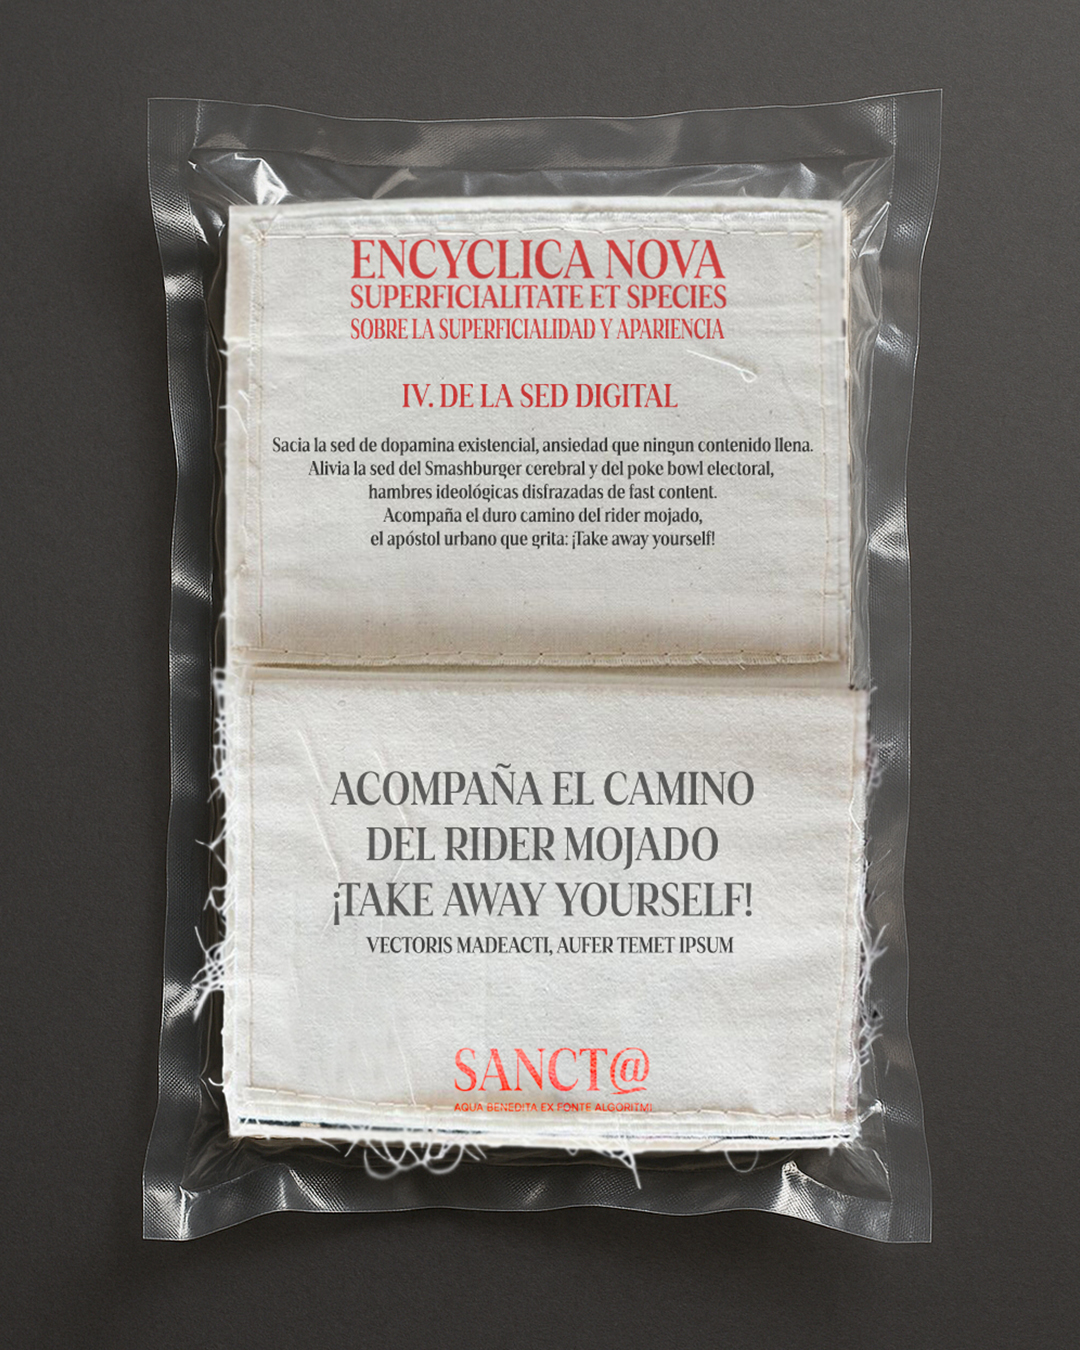 ENCYCLICA NOVA
SUPERFICIALITATE ET SPECIES
SOBRE LA SUPERFICIALIDAD Y APARIENCIA
IV. DE LA SED DIGITAL
Sacia la sed de dopamina existencial, ansiedad que ningun contenido llena.
Alivia la sed del Smashburger cerebral y del poke bowl electoral,
hambres ideológicas disfrazadas de fast content.
Acompaña el duro camino del rider mojado,
el apóstol urbano que grita: ¡Take away yourself!
ACOMPAÑA EL CAMINO
DEL RIDER MOJADO
¡TAKE AWAY YOURSELF!
VECTORIS MADEACTI, AUFER TEMET IPSUM
SANCT@
AQUA BENEDITA EX FONTE ALGORITMI